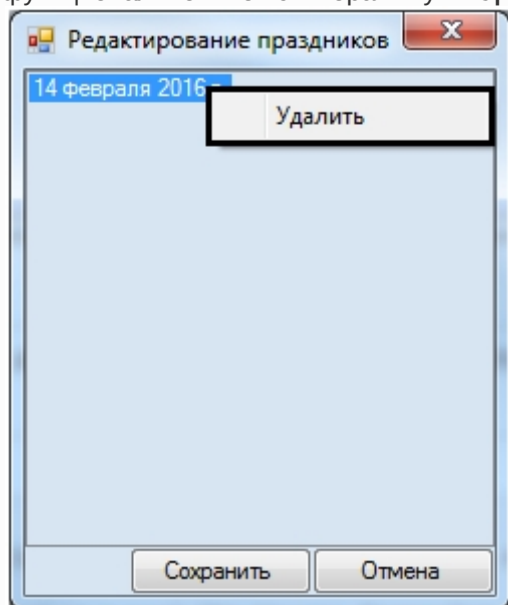 Редактирование праздников
14 февраля 2016
Удалить
Сохранить
Отмена